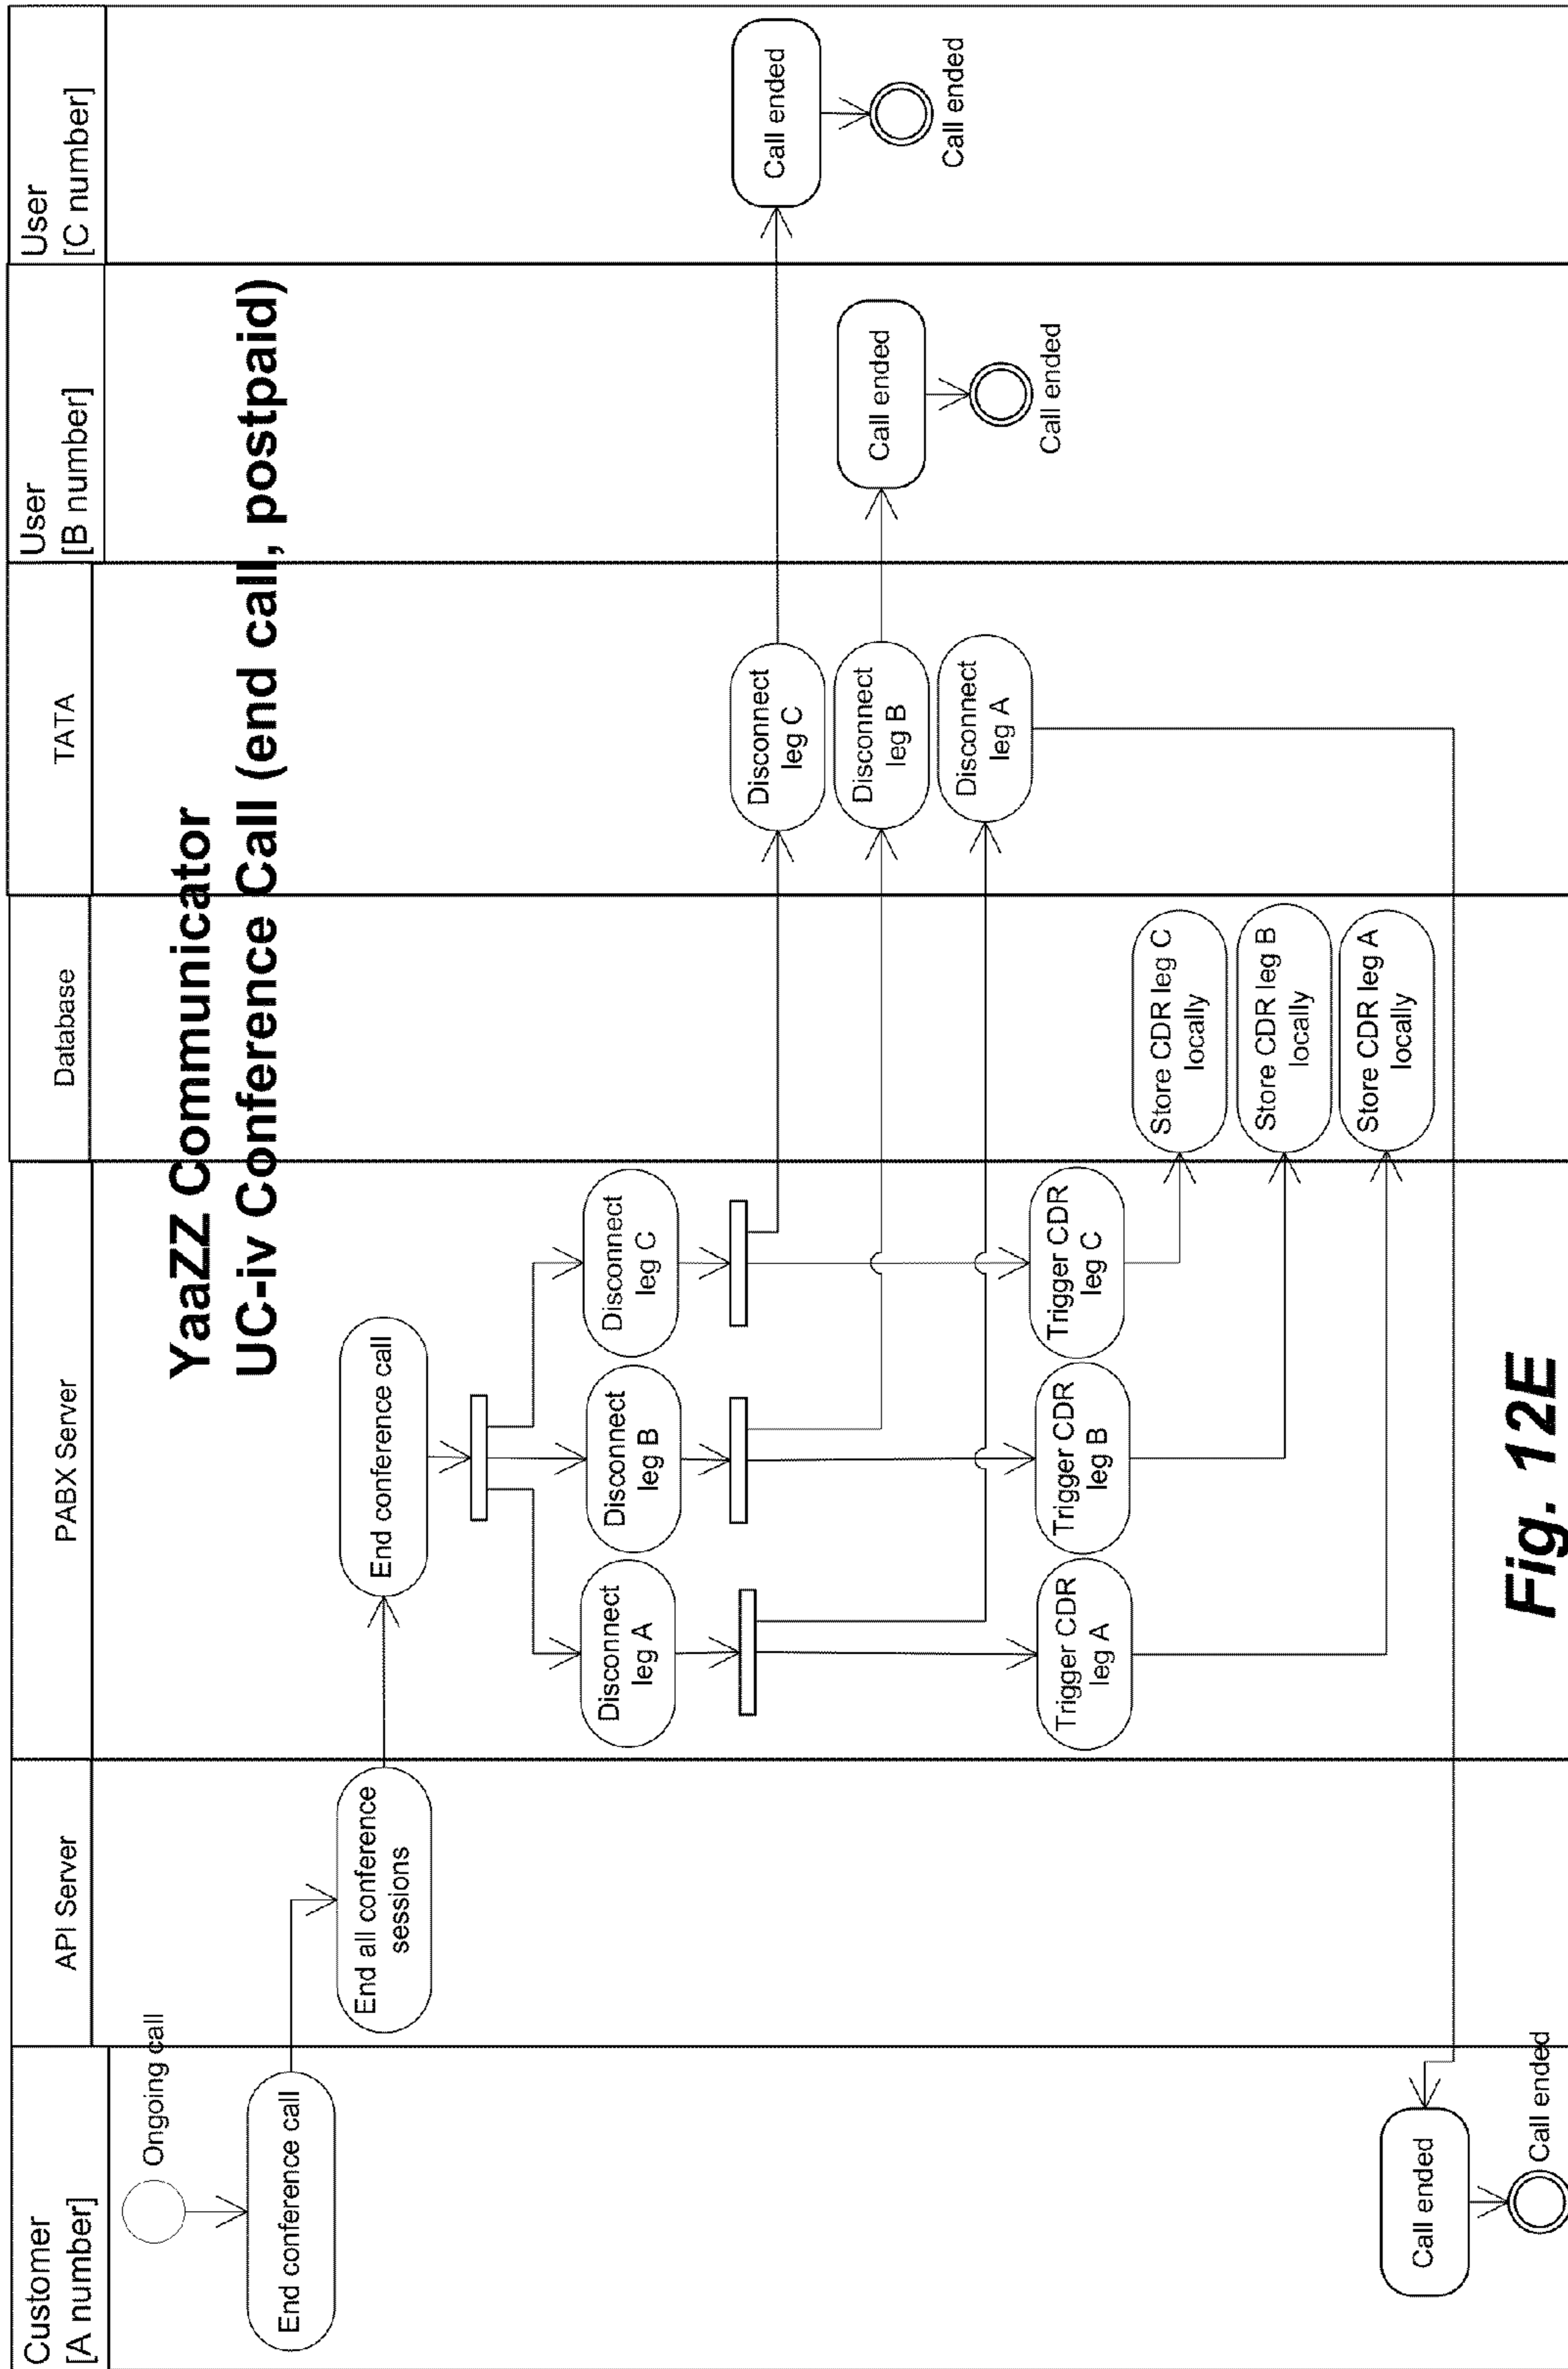 Customer
[A number]
API Server
PABX Server
Database
TATA
User
[B number]
User
[C number]
YaaZZ Communicator
UC-iv Conference Call (end call, postpaid)
Ongoing call
End conference call
End all conference
sessions
End conference call
Disconnect
leg A
Disconnect
leg B
Disconnect
leg C
Disconnect
leg C
Disconnect
leg B
Disconnect
leg A
Call ended
Call ended
Call ended
Call ended
Trigger CDR
leg A
Trigger CDR
leg B
Trigger CDR
leg C
Store CDR leg C
locally
Store CDR leg B
locally
Store CDR leg A
locally
Call ended
Call ended
Fig. 12E